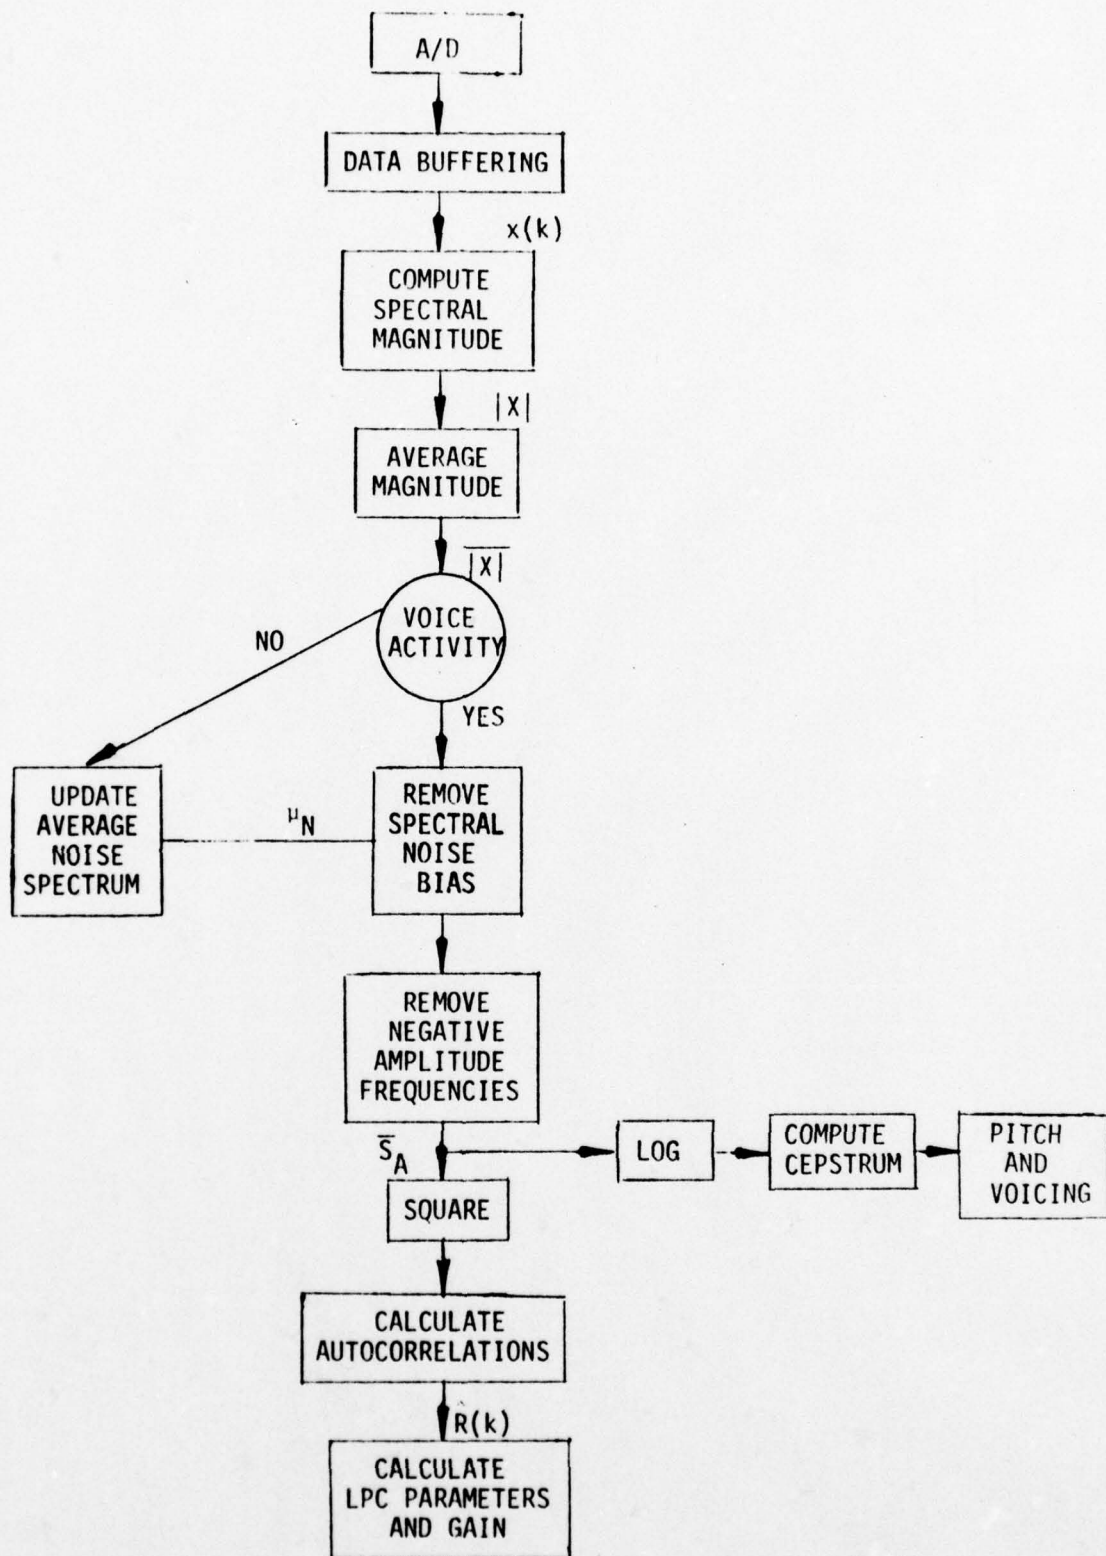 A/D
DATA BUFFERING
x(k)
COMPUTE
SPECTRAL
MAGNITUDE
|X|
AVERAGE
MAGNITUDE
|X|
VOICE
ACTIVITY
NO
YES
UPDATE
AVERAGE
NOISE
SPECTRUM
μN
REMOVE
SPECTRAL
NOISE
BIAS
REMOVE
NEGATIVE
AMPLITUDE
FREQUENCIES
S̅A
LOG
COMPUTE
CEPSTRUM
PITCH
AND
VOICING
SQUARE
CALCULATE
AUTOCORRELATIONS
R(k)
CALCULATE
LPC PARAMETERS
AND GAIN